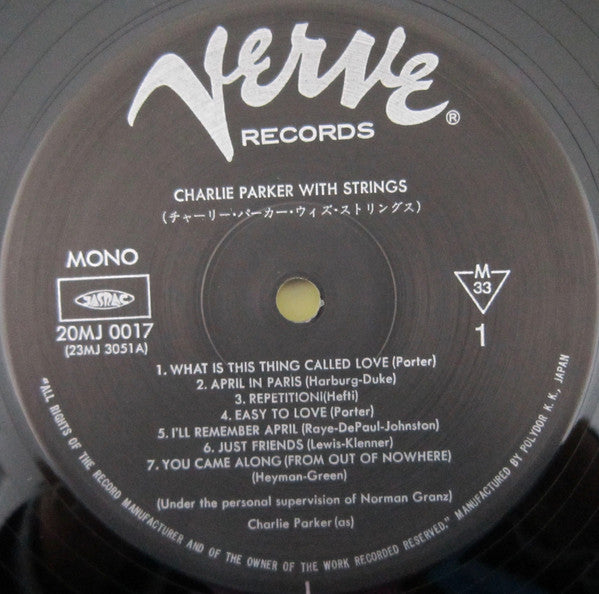 Verve ®
RECORDS
CHARLIE PARKER WITH STRINGS
(チャーリー・パーカー・ウィズ・ストリングス)
MONO
JASRAC
20MJ 0017
(23MJ 3051A)
M
33
1
1. WHAT IS THIS THING CALLED LOVE (Porter)
2. APRIL IN PARIS (Harburg-Duke)
3. REPETITIONI(Hefti)
4. EASY TO LOVE (Porter)
5. I'LL REMEMBER APRIL (Raye-DePaul-Johnston)
6. JUST FRIENDS (Lewis-Klenner)
7. YOU CAME ALONG (FROM OUT OF NOWHERE)
(Heyman-Green)
(Under the personal supervision of Norman Granz)
Charlie Parker (as)
"ALL RIGHTS OF THE RECORD MANUFACTURER AND OF THE OWNER OF THE WORK RECORDED RESERVED." MANUFACTURED BY POLYDOR K. K., JAPAN